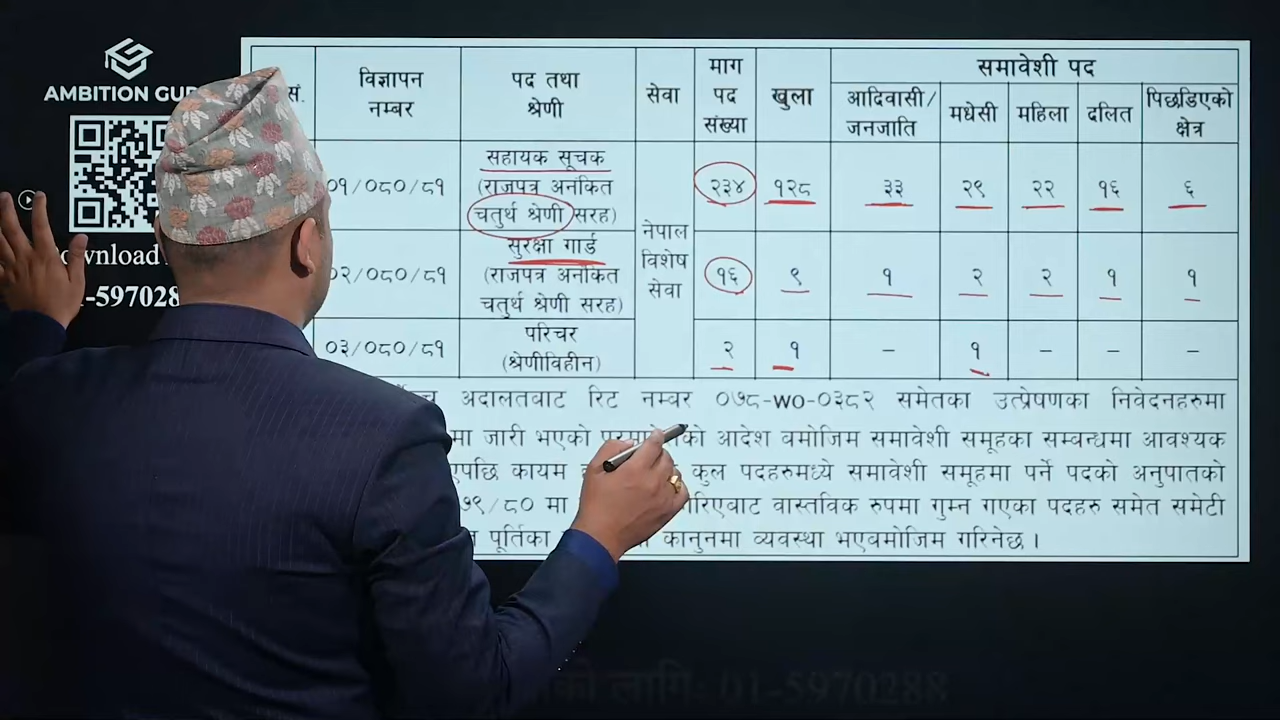 AMBITION GUR
ownload
-597028
सं.
विज्ञापन नम्बर
पद तथा श्रेणी
सेवा
माग पद संख्या
खुला
समावेशी पद
आदिवासी/ जनजाति
मधेसी
महिला
दलित
पिछडिएको क्षेत्र
०१/०८०/८१
सहायक सूचक
(राजपत्र अनंकित
चतुर्थ श्रेणी सरह)
नेपाल विशेष सेवा
२३४
१२८
३३
२९
२२
१६
६
०२/०८०/८१
सुरक्षा गार्ड
(राजपत्र अनंकित
चतुर्थ श्रेणी सरह)
१६
९
१
२
२
१
१
०३/०८०/८१
परिचर
(श्रेणीविहीन)
२
१
–
१
–
–
–
अदालतबाट रिट नम्बर ०७८-WO-०३८२ समेतका उत्प्रेषणका निवेदनहरुमा
मा जारी भएको आदेश बमोजिम समावेशी समूहका सम्बन्धमा आवश्यक
कायम कुल पदहरुमध्ये समावेशी समूहमा पर्ने पदको अनुपातको
७९/८० मा वास्तविक रुपमा गुम्न गएका पदहरु समेत समेटी
पूर्तिका कानुनमा व्यवस्था भएबमोजिम गरिनेछ ।
लागि: 01-5970288